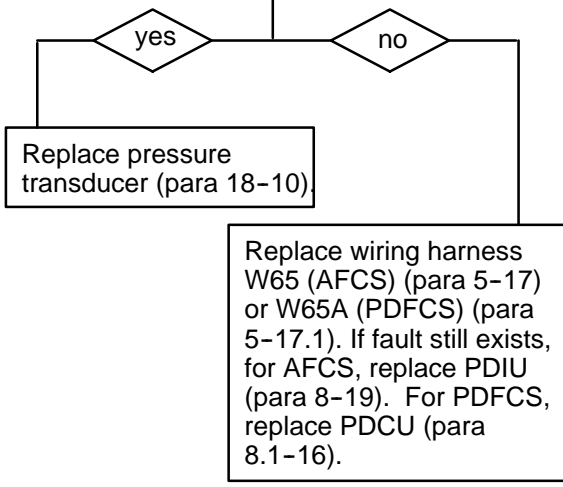 yes
no
Replace pressure
transducer (para 18-10).
Replace wiring harness
W65 (AFCS) (para 5-17)
or W65A (PDFCS) (para
5-17.1). If fault still exists,
for AFCS, replace PDIU
(para 8-19).  For PDFCS,
replace PDCU (para
8.1-16).